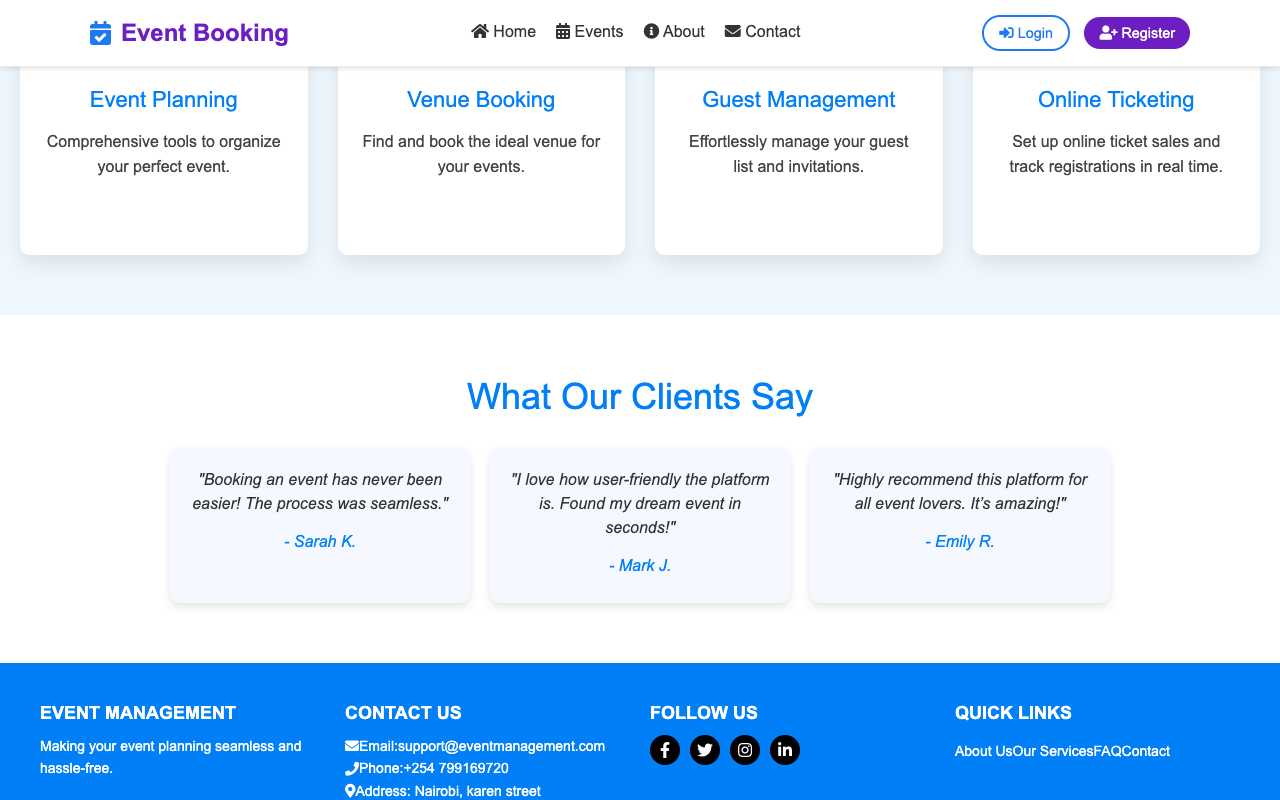 Event Booking
Home Events About Contact
Login Register
Event Planning
Comprehensive tools to organize
your perfect event.
Venue Booking
Find and book the ideal venue for
your events.
Guest Management
Effortlessly manage your guest
list and invitations.
Online Ticketing
Set up online ticket sales and
track registrations in real time.
What Our Clients Say
"Booking an event has never been
easier! The process was seamless."
- Sarah K.
"I love how user-friendly the platform
is. Found my dream event in
seconds!"
- Mark J.
"Highly recommend this platform for
all event lovers. It’s amazing!"
- Emily R.
EVENT MANAGEMENT
Making your event planning seamless and
hassle-free.
CONTACT US
Email:support@eventmanagement.com
Phone:+254 799169720
Address: Nairobi, karen street
FOLLOW US
QUICK LINKS
About UsOur ServicesFAQContact